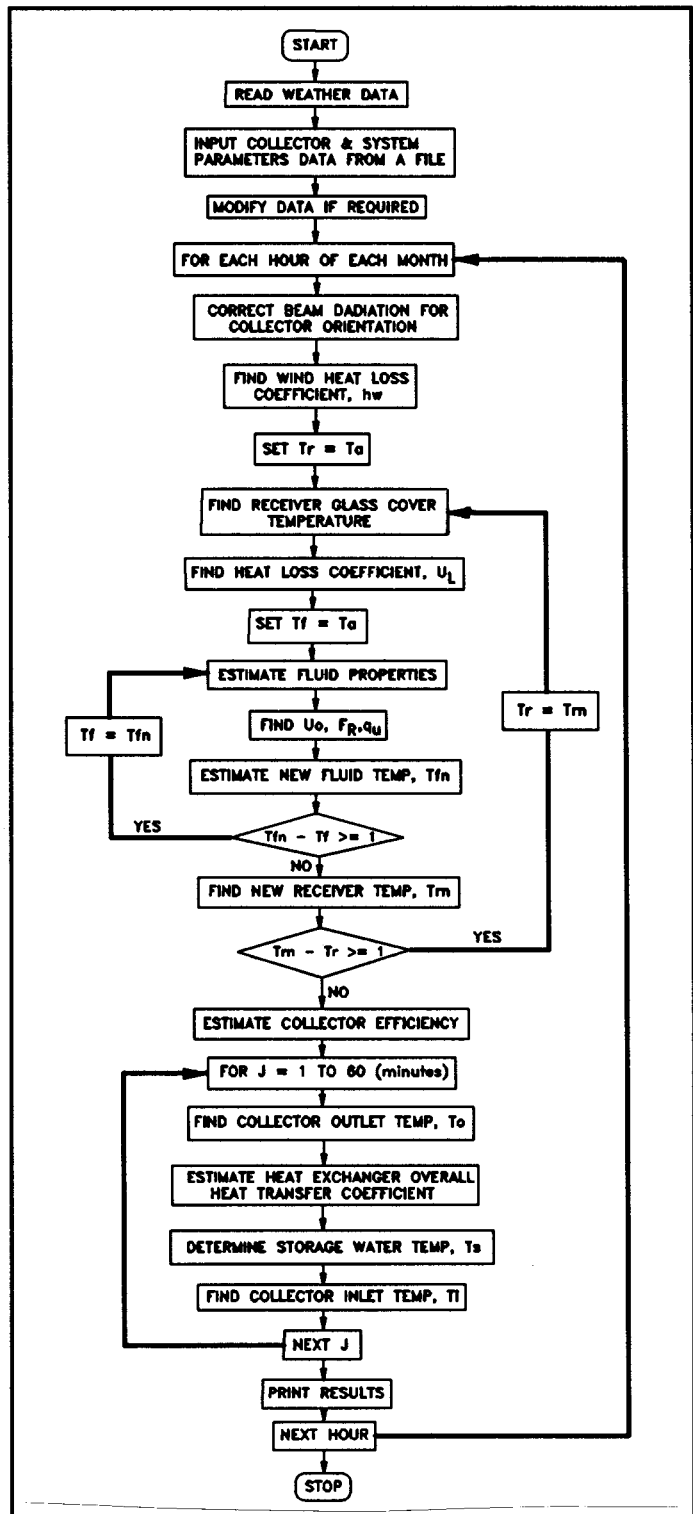 START
READ WEATHER DATA
INPUT COLLECTOR & SYSTEM
PARAMETERS DATA FROM A FILE
MODIFY DATA IF REQUIRED
FOR EACH HOUR OF EACH MONTH
CORRECT BEAM DADIATION FOR
COLLECTOR ORIENTATION
FIND WIND HEAT LOSS
COEFFICIENT, hw
SET Tr = Ta
FIND RECEIVER GLASS COVER
TEMPERATURE
FIND HEAT LOSS COEFFICIENT, UL
SET Tf = Ta
ESTIMATE FLUID PROPERTIES
Tf = Tfn
Tr = Trn
FIND Uo, FR,qu
ESTIMATE NEW FLUID TEMP, Tfn
YES
Tfn - Tf >= 1
NO
FIND NEW RECEIVER TEMP, Trn
Trn - Tr >= 1
YES
NO
ESTIMATE COLLECTOR EFFICIENCY
FOR J = 1 TO 60 (minutes)
FIND COLLECTOR OUTLET TEMP, To
ESTIMATE HEAT EXCHANGER OVERALL
HEAT TRANSFER COEFFICIENT
DETERMINE STORAGE WATER TEMP, Ts
FIND COLLECTOR INLET TEMP, Ti
NEXT J
PRINT RESULTS
NEXT HOUR
STOP